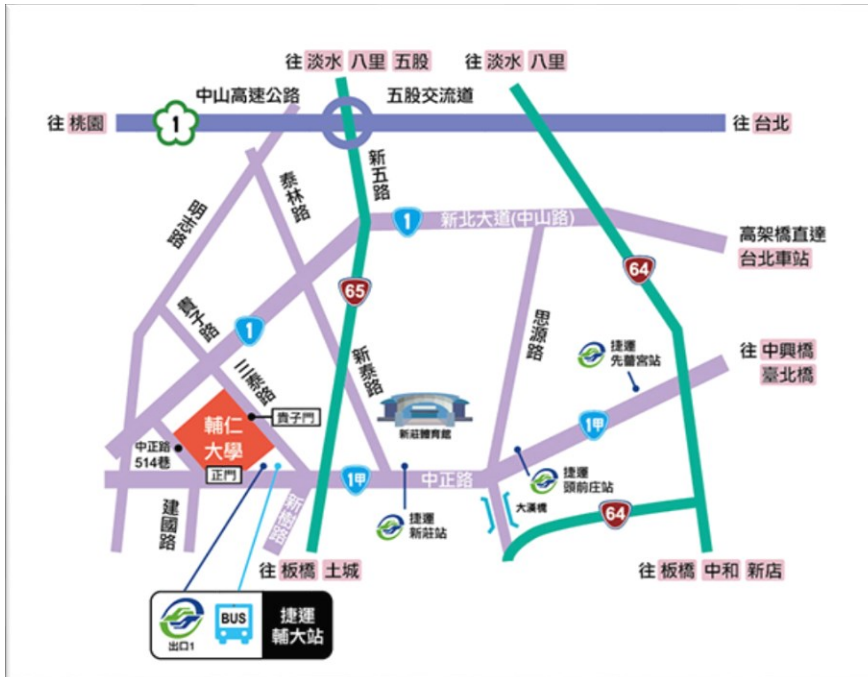 往 淡水 八里 五股
往 淡水 八里
中山高速公路
五股交流道
往 桃園
1
往 台北
新五路
泰林路
明志路
1
新北大道(中山路)
高架橋直達
台北車站
64
65
貴子路
1
思源路
捷運
先嗇宮站
往 中興橋
臺北橋
三泰路
新泰路
輔仁
大學
貴子門
新莊體育館
1甲
中正路
514巷
正門
1甲
中正路
捷運
頭前庄站
建國路
新樹路
捷運
新莊站
大漢橋
64
往 板橋 土城
往 板橋 中和 新店
出口1
BUS
捷運
輔大站